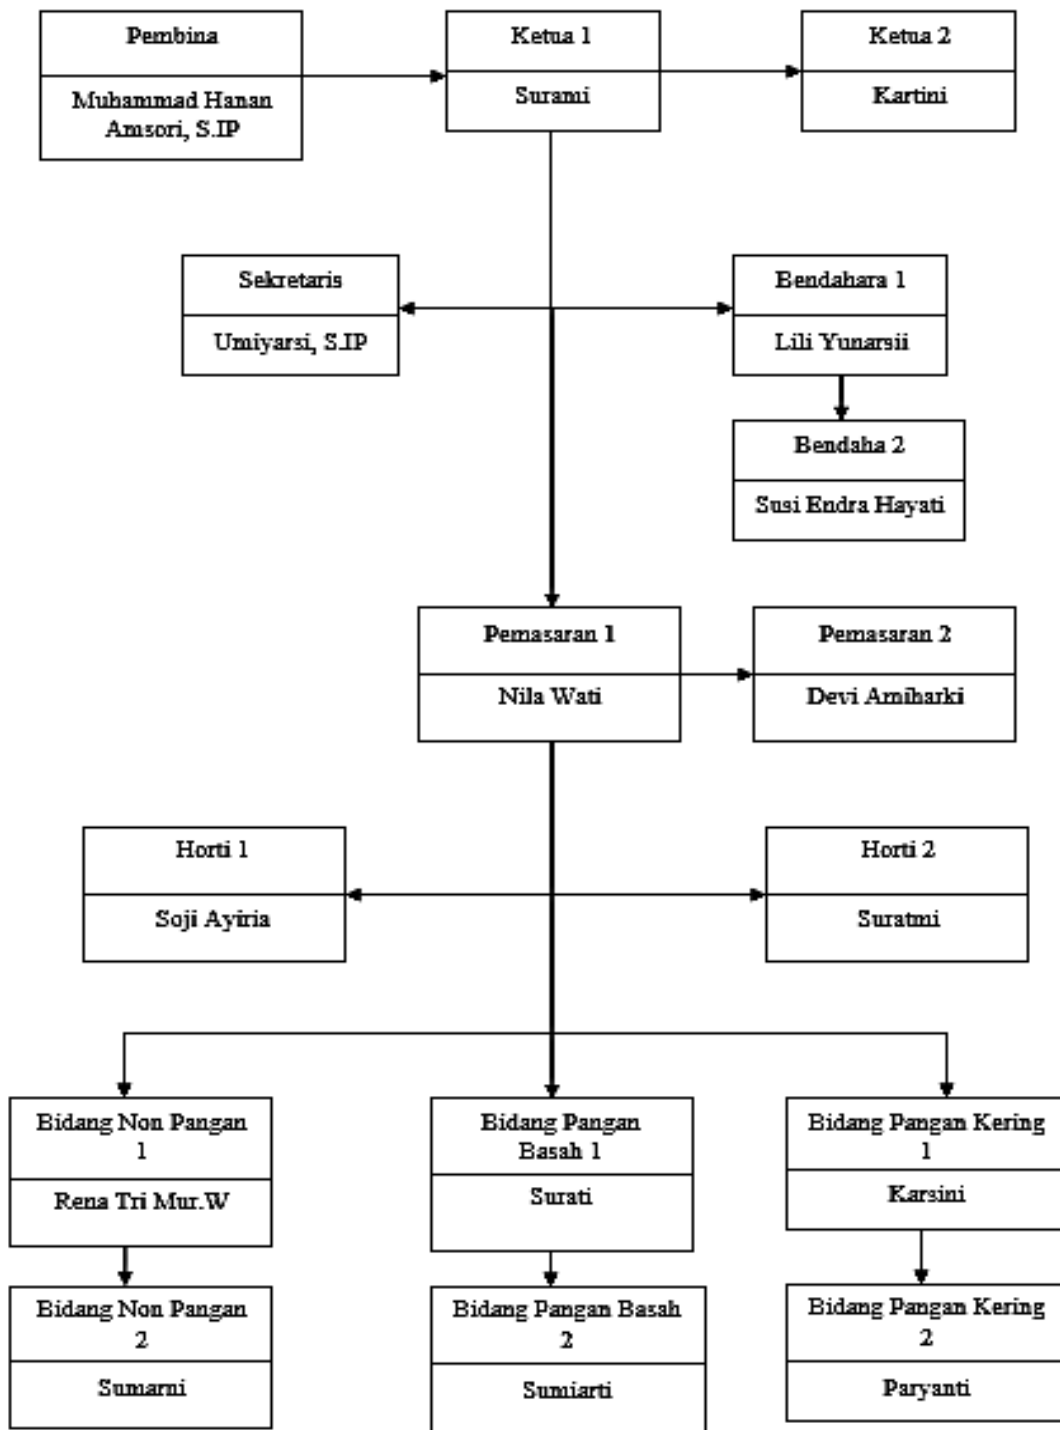 Pembina
Muhammad Hanan
Amsori, S.IP
Ketua 1
Surami
Ketua 2
Kartini
Sekretaris
Umiyarsi, S.IP
Bendahara 1
Lili Yunarsii
Bendaha 2
Susi Endra Hayati
Pemasaran 1
Nila Wati
Pemasaran 2
Devi Amiharki
Horti 1
Soji Ayiria
Horti 2
Suratmi
Bidang Non Pangan
1
Rena Tri Mur.W
Bidang Pangan
Basah 1
Surati
Bidang Pangan Kering
1
Karsini
Bidang Non Pangan
2
Sumarni
Bidang Pangan Basah
2
Sumiarti
Bidang Pangan Kering
2
Paryanti